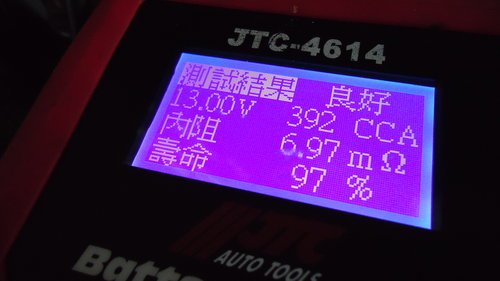 JTC-4614
測試結果 良好
13.00V 392 CCA
內阻 6.97 mΩ
壽命 97 %
JTC
AUTO TOOLS